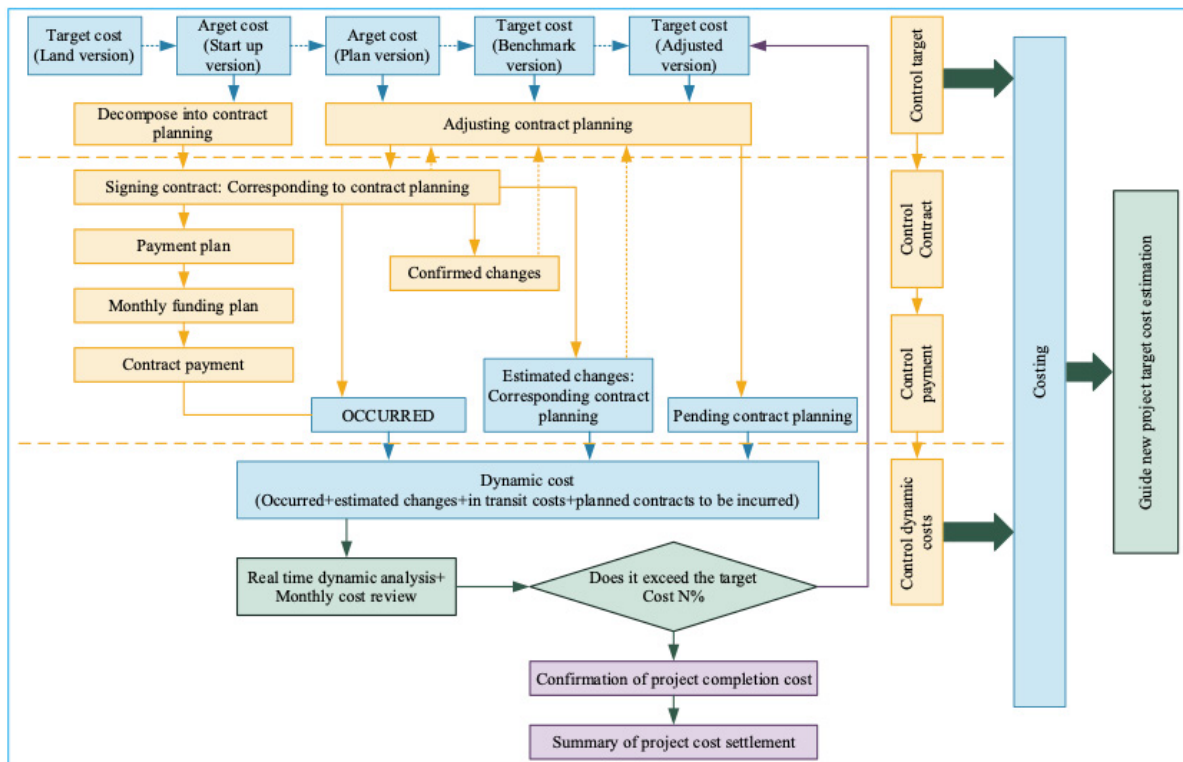 Target cost
(Land version)
Arget cost
(Start up
version)
Arget cost
(Plan version)
Target cost
(Benchmark
version)
Target cost
(Adjusted
version)
Decompose into contract
planning
Adjusting contract planning
Signing contract: Corresponding to contract planning
Payment plan
Confirmed changes
Monthly funding plan
Contract payment
OCCURRED
Estimated changes:
Corresponding contract
planning
Pending contract planning
Dynamic cost
(Occurred+estimated changes+in transit costs+planned contracts to be incurred)
Real time dynamic analysis+
Monthly cost review
Does it exceed the target
Cost N%
Confirmation of project completion cost
Summary of project cost settlement
Control target
Control
Contract
Control
payment
Control dynamic
costs
Costing
Guide new project target cost estimation